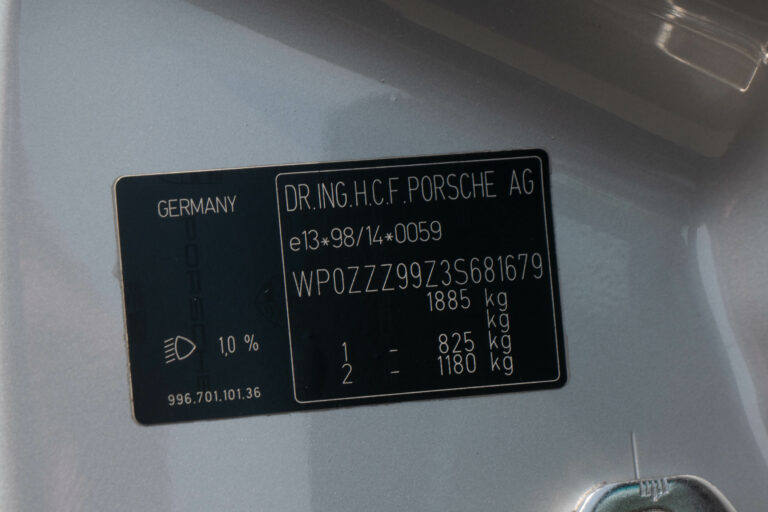 GERMANY
1,0 %
996.701.101.36
DR.ING.H.C.F.PORSCHE AG
e13*98/14*0059
WP0ZZZ99Z3S681679
1885 kg
kg
1 - 825 kg
2 - 1180 kg
PORSCHE